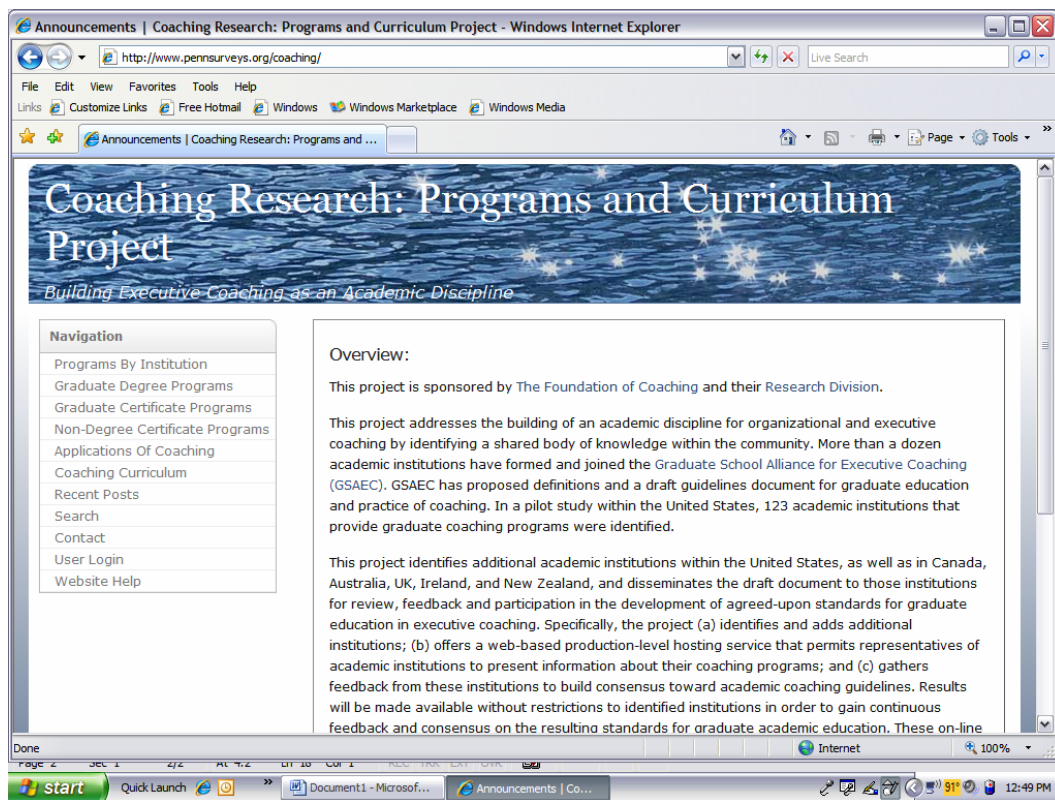 Announcements | Coaching Research: Programs and Curriculum Project - Windows Internet Explorer
http://www.pennsurveys.org/coaching/
Live Search
File Edit View Favorites Tools Help
Links Customize Links Free Hotmail Windows Windows Marketplace Windows Media
Announcements | Coaching Research: Programs and ...
Page Tools »
Coaching Research: Programs and Curriculum
Project
Building Executive Coaching as an Academic Discipline
Navigation
Programs By Institution
Graduate Degree Programs
Graduate Certificate Programs
Non-Degree Certificate Programs
Applications Of Coaching
Coaching Curriculum
Recent Posts
Search
Contact
User Login
Website Help
Overview:
This project is sponsored by The Foundation of Coaching and their Research Division.
This project addresses the building of an academic discipline for organizational and executive
coaching by identifying a shared body of knowledge within the community. More than a dozen
academic institutions have formed and joined the Graduate School Alliance for Executive Coaching
(GSAEC). GSAEC has proposed definitions and a draft guidelines document for graduate education
and practice of coaching. In a pilot study within the United States, 123 academic institutions that
provide graduate coaching programs were identified.
This project identifies additional academic institutions within the United States, as well as in Canada,
Australia, UK, Ireland, and New Zealand, and disseminates the draft document to those institutions
for review, feedback and participation in the development of agreed-upon standards for graduate
education in executive coaching. Specifically, the project (a) identifies and adds additional
institutions; (b) offers a web-based production-level hosting service that permits representatives of
academic institutions to present information about their coaching programs; and (c) gathers
feedback from these institutions to build consensus toward academic coaching guidelines. Results
will be made available without restrictions to identified institutions in order to gain continuous
feedback and consensus on the resulting standards for graduate academic education. These on-line
Done Internet 100%
start Quick Launch » Document1 - Microsof... Announcements | Co... 91° 12:49 PM